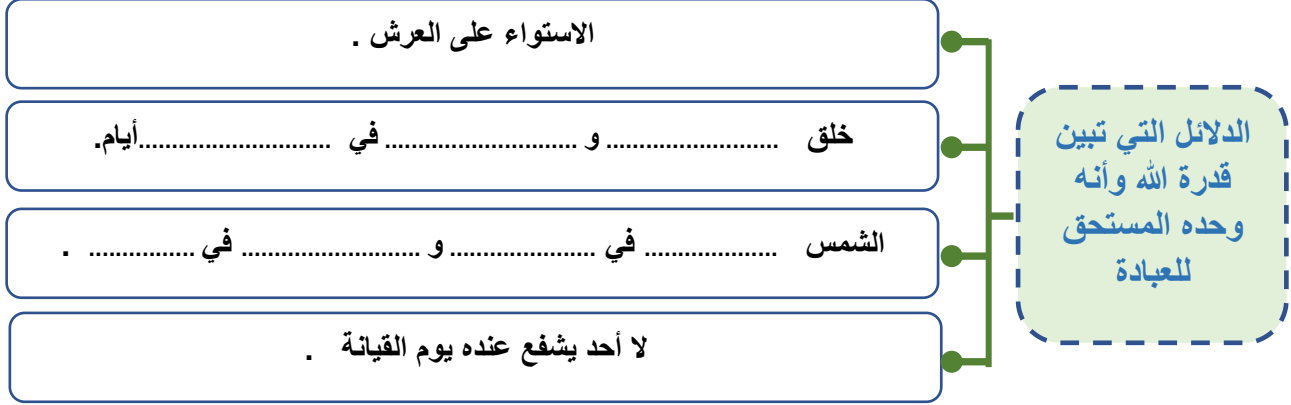 الدلائل التي تبين
قدرة الله وأنه
وحده المستحق
للعبادة
الاستواء على العرش .
خلق ......................... و ............................ في ............................أيام.
الشمس ................... في ..................... و .......................... في ............... .
لا أحد يشفع عنده يوم القيانة .